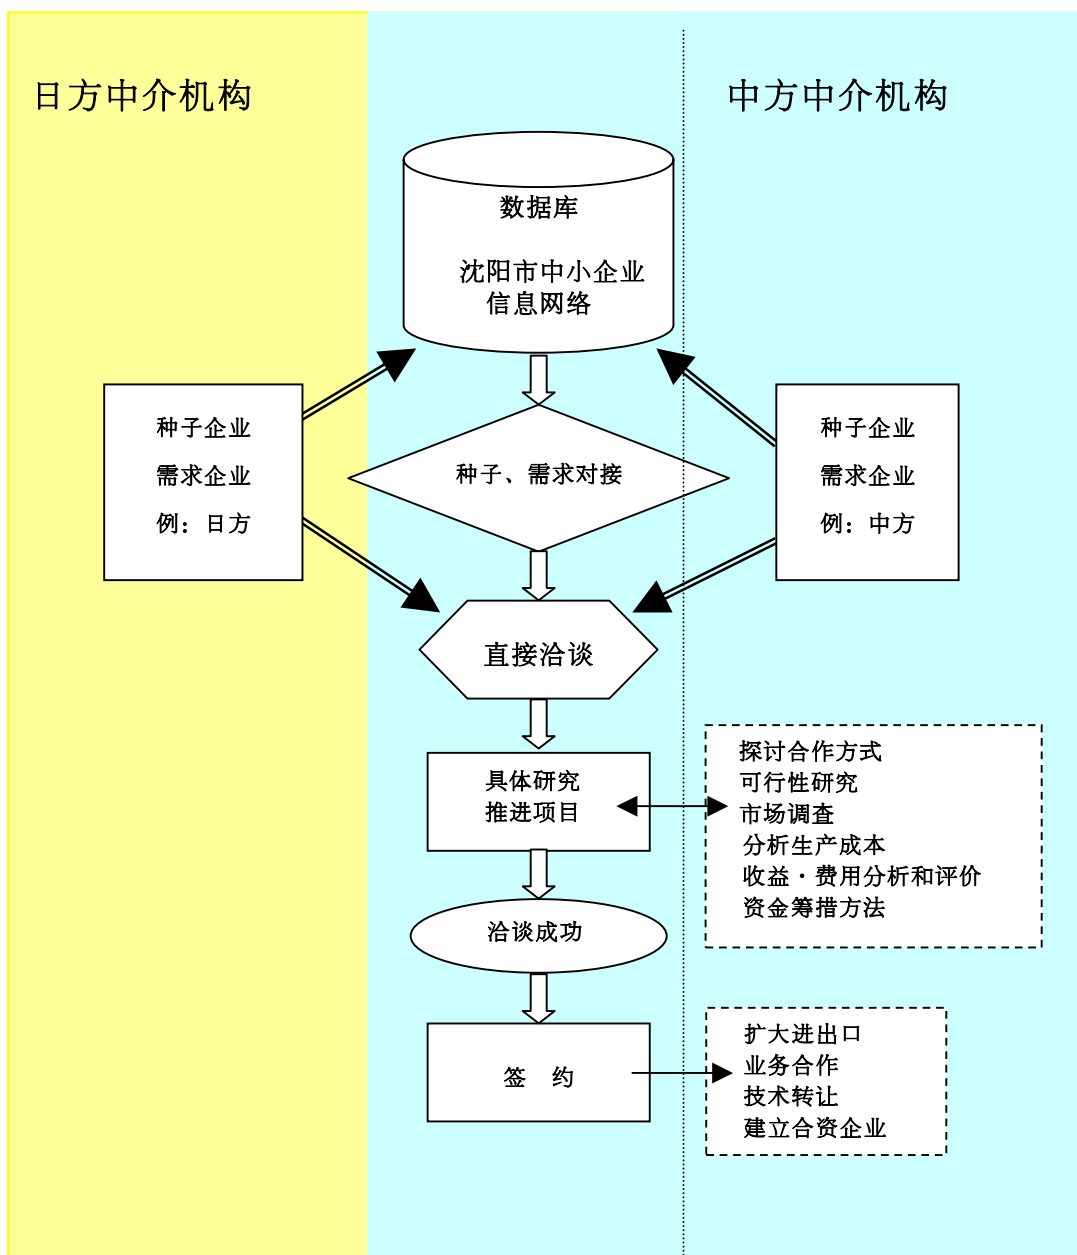 日方中介机构
中方中介机构
数据库
沈阳市中小企业
信息网络
种子企业
需求企业
例：日方
种子、需求对接
种子企业
需求企业
例：中方
直接洽谈
具体研究
推进项目
探讨合作方式
可行性研究
市场调查
分析生产成本
收益·费用分析和评价
资金筹措方法
洽谈成功
签　约
扩大进出口
业务合作
技术转让
建立合资企业